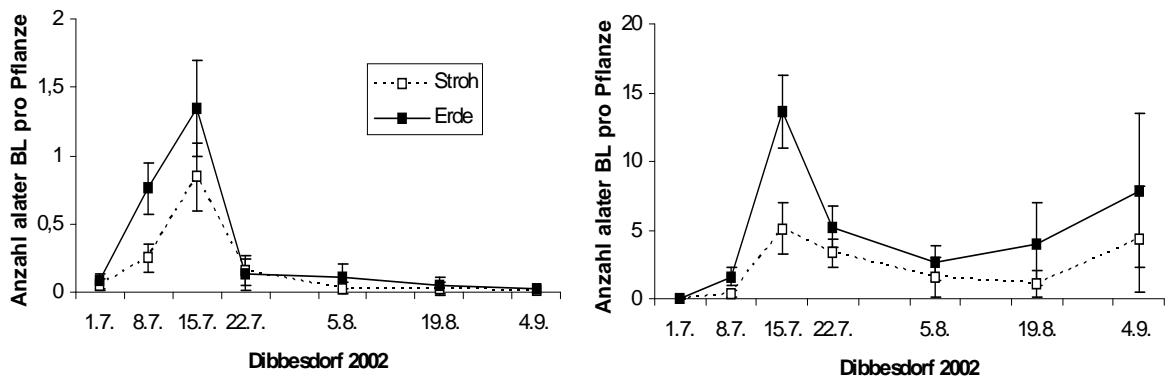 Anzahl alater BL pro Pflanze
2
1,5
1
0,5
0
Stroh
Erde
1.7. 8.7. 15.7. 22.7. 5.8. 19.8. 4.9.
Dibbesdorf 2002
Anzahl alater BL pro Pflanze
20
15
10
5
0
1.7. 8.7. 15.7. 22.7. 5.8. 19.8. 4.9.
Dibbesdorf 2002